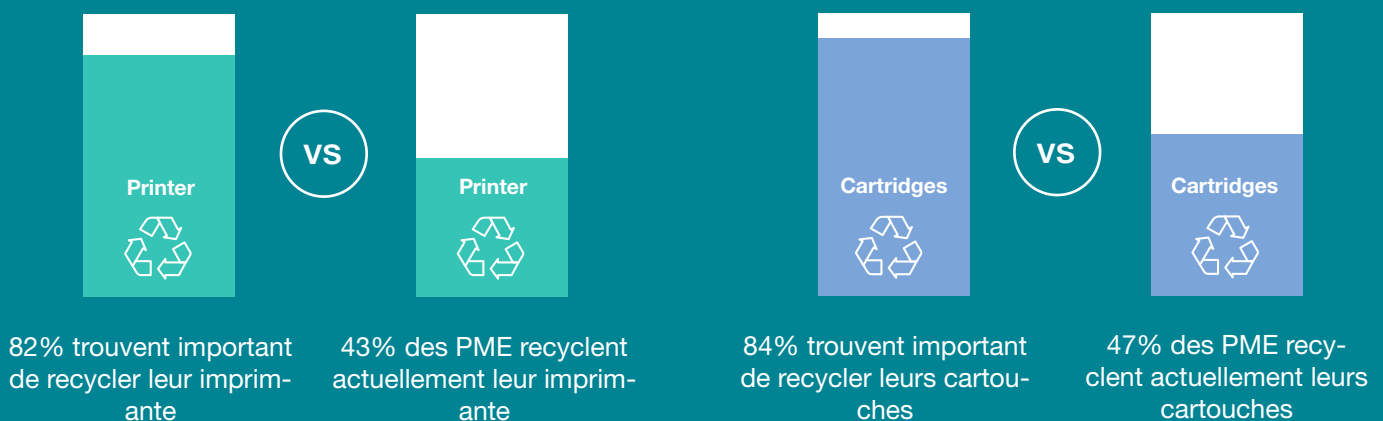 Printer
VS
Printer
82% trouvent important
de recycler leur imprim-
ante
43% des PME recyclent
actuellement leur imprim-
ante
Cartridges
VS
Cartridges
84% trouvent important
de recycler leurs cartou-
ches
47% des PME recy-
clent actuellement leurs
cartouches